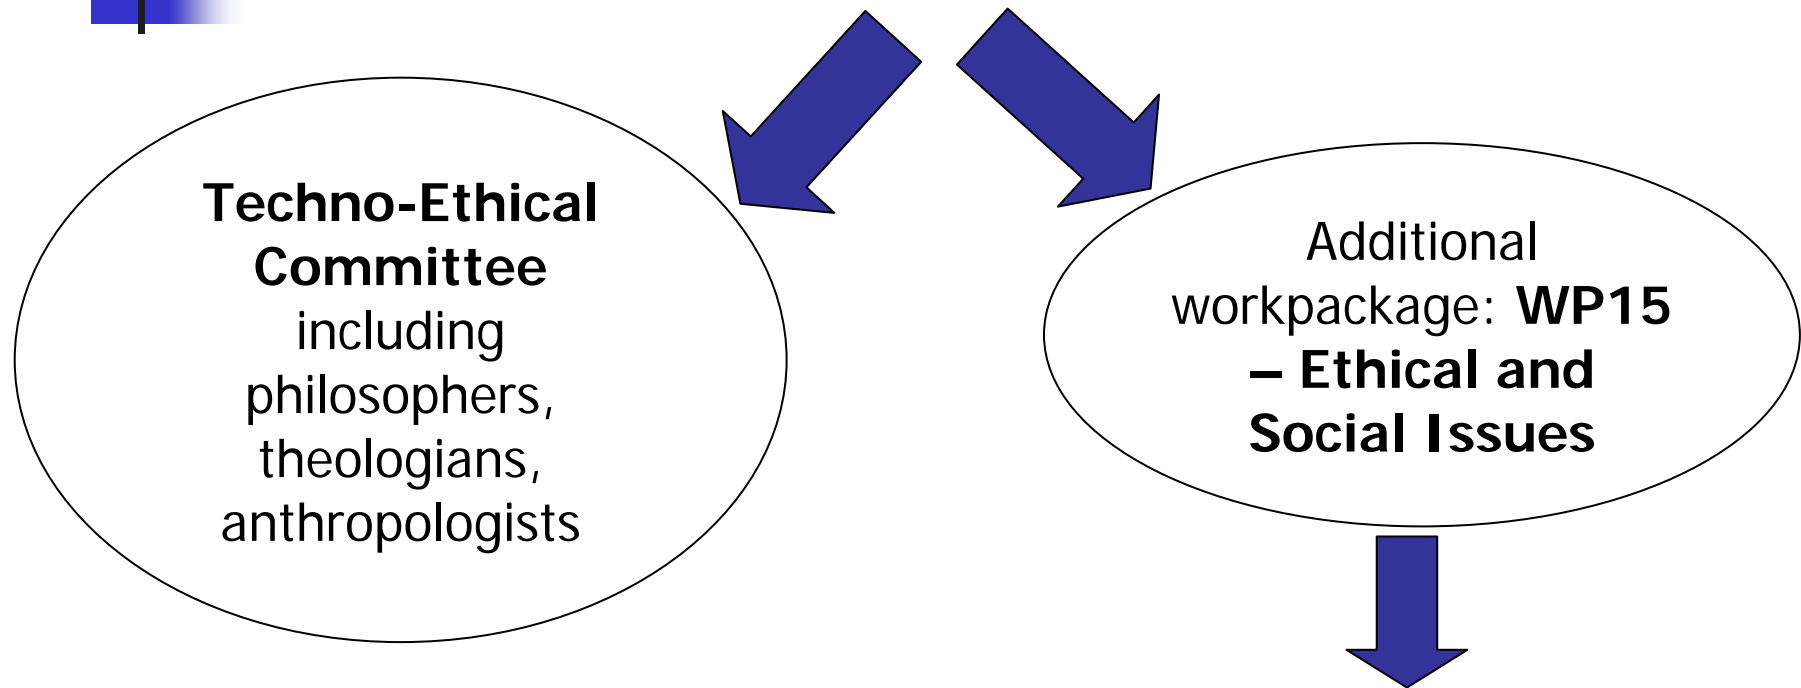 Techno-Ethical
Committee
including
philosophers,
theologians,
anthropologists
Additional
workpackage: WP15
– Ethical and
Social Issues